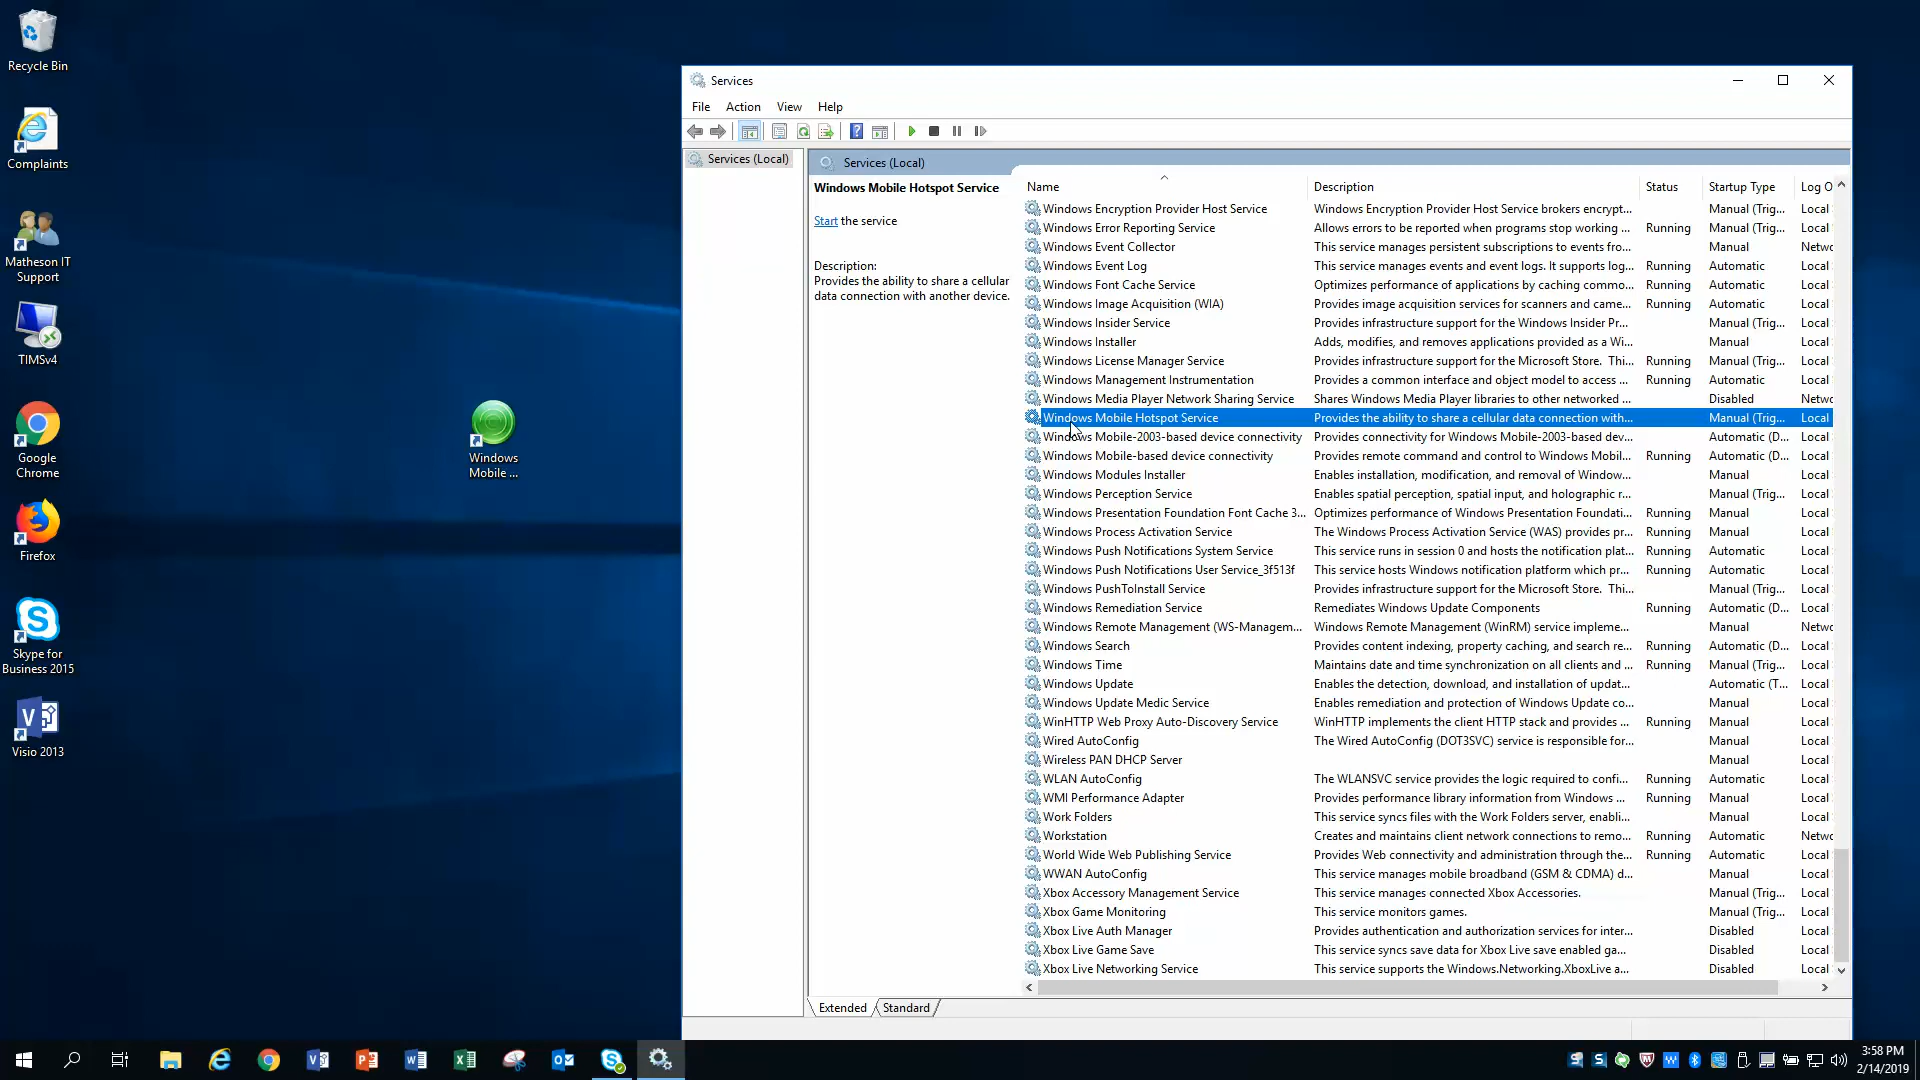 Recycle Bin
Complaints
Matheson IT
Support
TIMSv4
Google
Chrome
Firefox
Skype for
Business 2015
Visio 2013
Windows
Mobile ...
Services
File Action View Help
Services (Local)
Services (Local)
Windows Mobile Hotspot Service
Start the service
Description:
Provides the ability to share a cellular
data connection with another device.
Name Description Status Startup Type Log O
Windows Encryption Provider Host Service Windows Encryption Provider Host Service brokers encrypt... Manual (Trig... Local
Windows Error Reporting Service Allows errors to be reported when programs stop working ... Running Manual (Trig... Local
Windows Event Collector This service manages persistent subscriptions to events fro... Manual Netwo
Windows Event Log This service manages events and event logs. It supports log... Running Automatic Local
Windows Font Cache Service Optimizes performance of applications by caching commo... Running Automatic Local
Windows Image Acquisition (WIA) Provides image acquisition services for scanners and came... Running Automatic Local
Windows Insider Service Provides infrastructure support for the Windows Insider Pr... Manual (Trig... Local
Windows Installer Adds, modifies, and removes applications provided as a Wi... Manual Local
Windows License Manager Service Provides infrastructure support for the Microsoft Store. Thi... Running Manual (Trig... Local
Windows Management Instrumentation Provides a common interface and object model to access ... Running Automatic Local
Windows Media Player Network Sharing Service Shares Windows Media Player libraries to other networked ... Disabled Netwo
Windows Mobile Hotspot Service Provides the ability to share a cellular data connection with... Manual (Trig... Local
Windows Mobile-2003-based device connectivity Provides connectivity for Windows Mobile-2003-based dev... Automatic (D... Local
Windows Mobile-based device connectivity Provides remote command and control to Windows Mobil... Running Automatic (D... Local
Windows Modules Installer Enables installation, modification, and removal of Window... Manual Local
Windows Perception Service Enables spatial perception, spatial input, and holographic r... Manual (Trig... Local
Windows Presentation Foundation Font Cache 3... Optimizes performance of Windows Presentation Foundati... Running Manual Local
Windows Process Activation Service The Windows Process Activation Service (WAS) provides pr... Running Manual Local
Windows Push Notifications System Service This service runs in session 0 and hosts the notification plat... Running Automatic Local
Windows Push Notifications User Service_3f513f This service hosts Windows notification platform which pr... Running Automatic Local
Windows PushToInstall Service Provides infrastructure support for the Microsoft Store. Thi... Manual (Trig... Local
Windows Remediation Service Remediates Windows Update Components Running Automatic (D... Local
Windows Remote Management (WS-Managem... Windows Remote Management (WinRM) service impleme... Manual Netwo
Windows Search Provides content indexing, property caching, and search re... Running Automatic (D... Local
Windows Time Maintains date and time synchronization on all clients and ... Running Manual (Trig... Local
Windows Update Enables the detection, download, and installation of updat... Automatic (T... Local
Windows Update Medic Service Enables remediation and protection of Windows Update co... Manual Local
WinHTTP Web Proxy Auto-Discovery Service WinHTTP implements the client HTTP stack and provides ... Running Manual Local
Wired AutoConfig The Wired AutoConfig (DOT3SVC) service is responsible for... Manual Local
Wireless PAN DHCP Server Manual Local
WLAN AutoConfig The WLANSVC service provides the logic required to confi... Running Automatic Local
WMI Performance Adapter Provides performance library information from Windows ... Running Manual Local
Work Folders This service syncs files with the Work Folders server, enabli... Manual Local
Workstation Creates and maintains client network connections to remo... Running Automatic Netwo
World Wide Web Publishing Service Provides Web connectivity and administration through the... Running Automatic Local
WWAN AutoConfig This service manages mobile broadband (GSM & CDMA) d... Manual Local
Xbox Accessory Management Service This service manages connected Xbox Accessories. Manual (Trig... Local
Xbox Game Monitoring This service monitors games. Manual (Trig... Local
Xbox Live Auth Manager Provides authentication and authorization services for inter... Disabled Local
Xbox Live Game Save This service syncs save data for Xbox Live save enabled ga... Disabled Local
Xbox Live Networking Service This service supports the Windows.Networking.XboxLive a... Disabled Local
Extended Standard
3:58 PM
2/14/2019